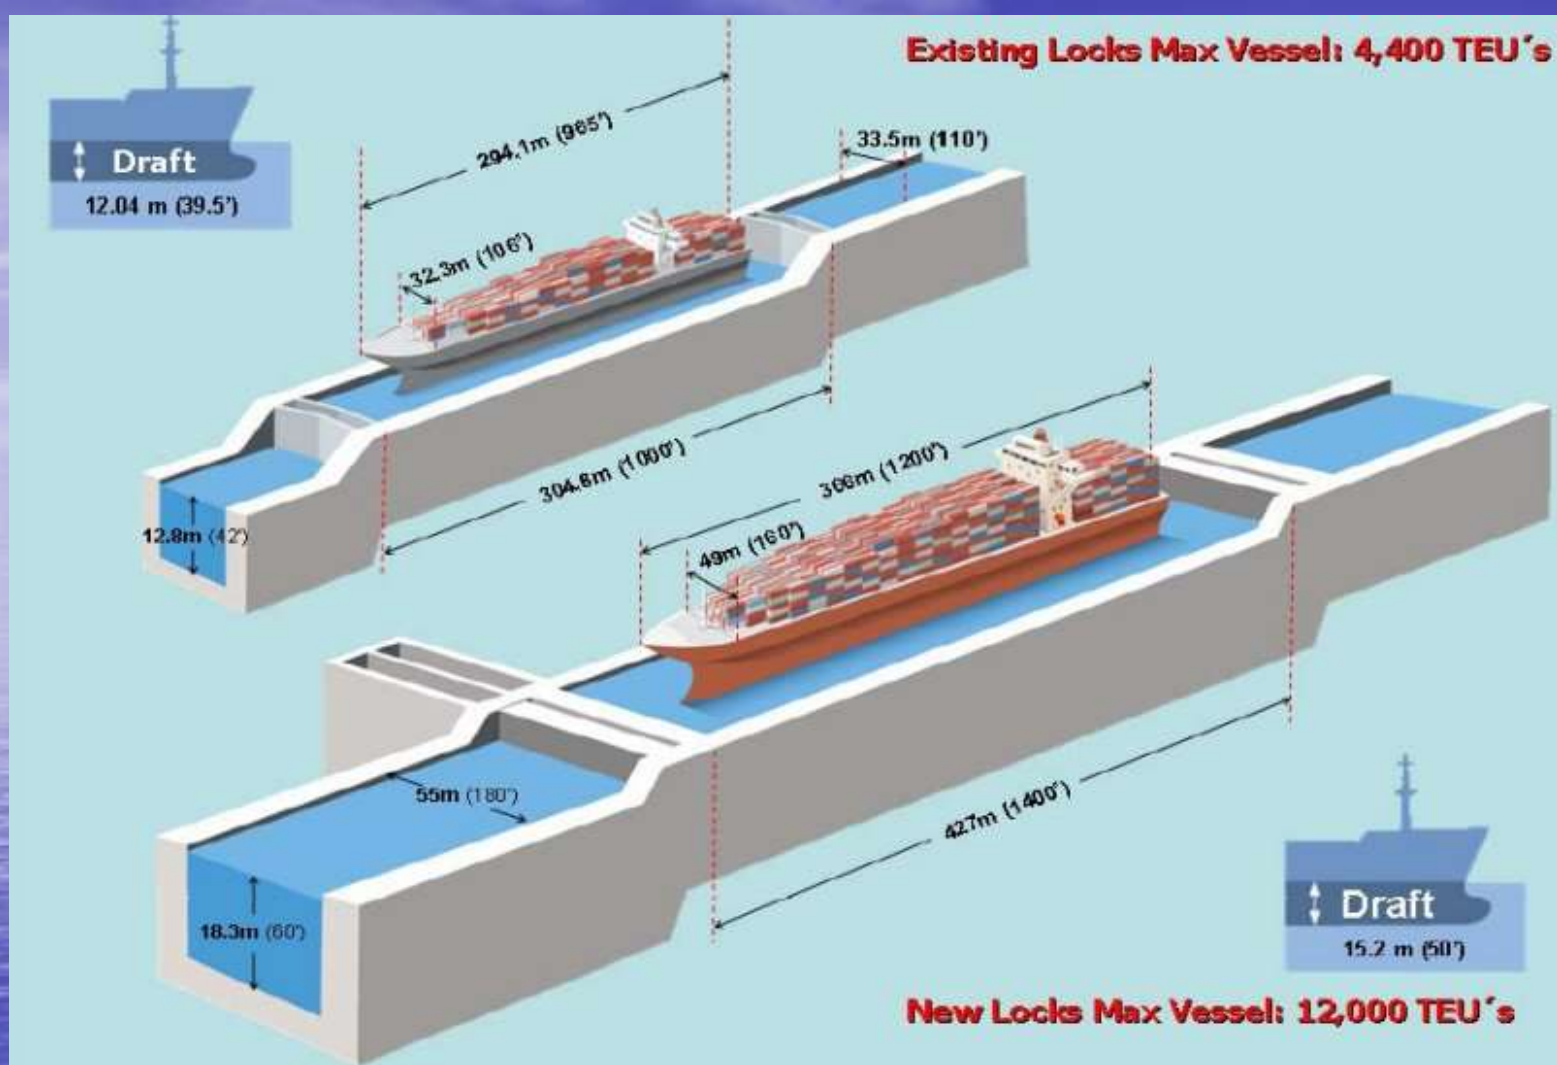 Existing Locks Max Vessel: 4,400 TEU´s
294.1m (965')
33.5m (110')
Draft
12.04 m (39.5')
32.3m (106')
304.8m (1000')
12.8m (42')
366m (1200')
49m (160')
55m (180')
427m (1400')
18.3m (60')
Draft
15.2 m (50')
New Locks Max Vessel: 12,000 TEU´s